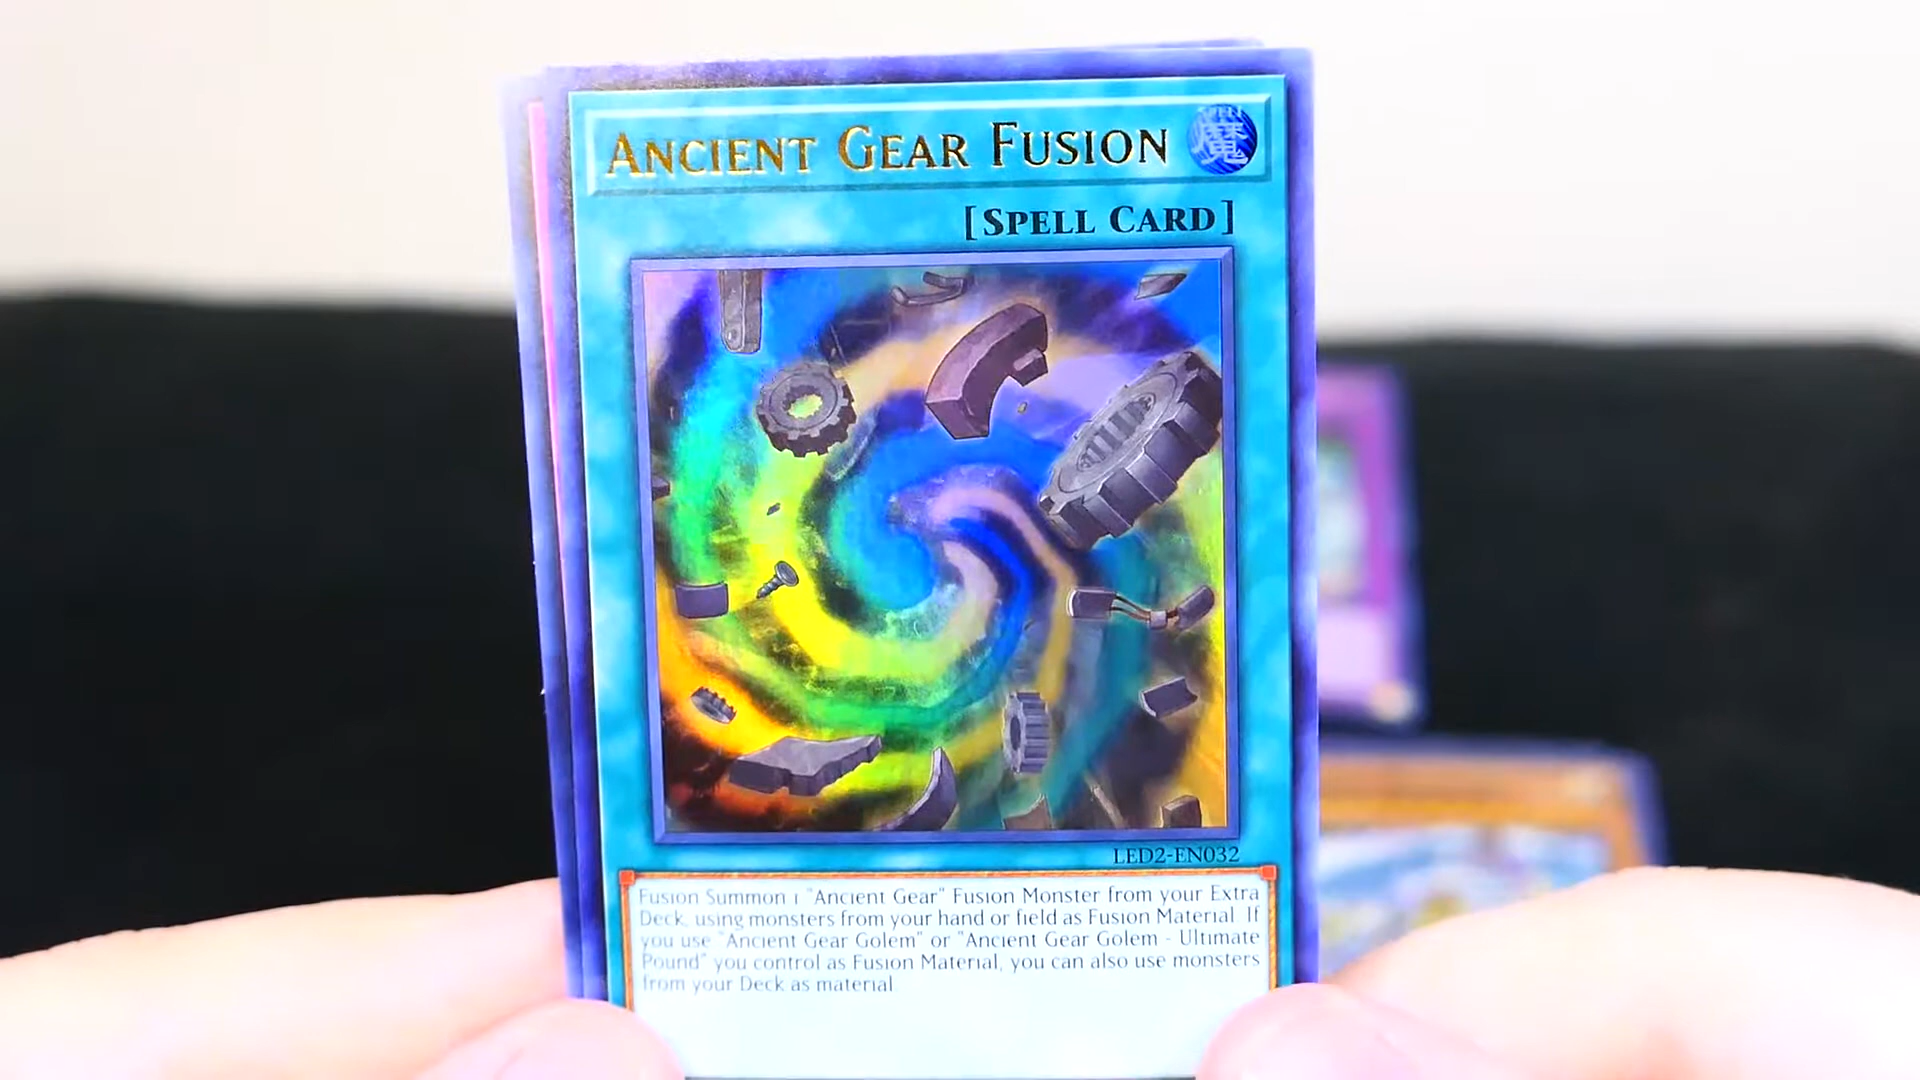 ANCIENT GEAR FUSION
魔
[SPELL CARD]
LED2-EN032
Fusion Summon 1 "Ancient Gear" Fusion Monster from your Extra
Deck, using monsters from your hand or field as Fusion Material. If
you use "Ancient Gear Golem" or "Ancient Gear Golem - Ultimate
Pound" you control as Fusion Material, you can also use monsters
from your Deck as material.